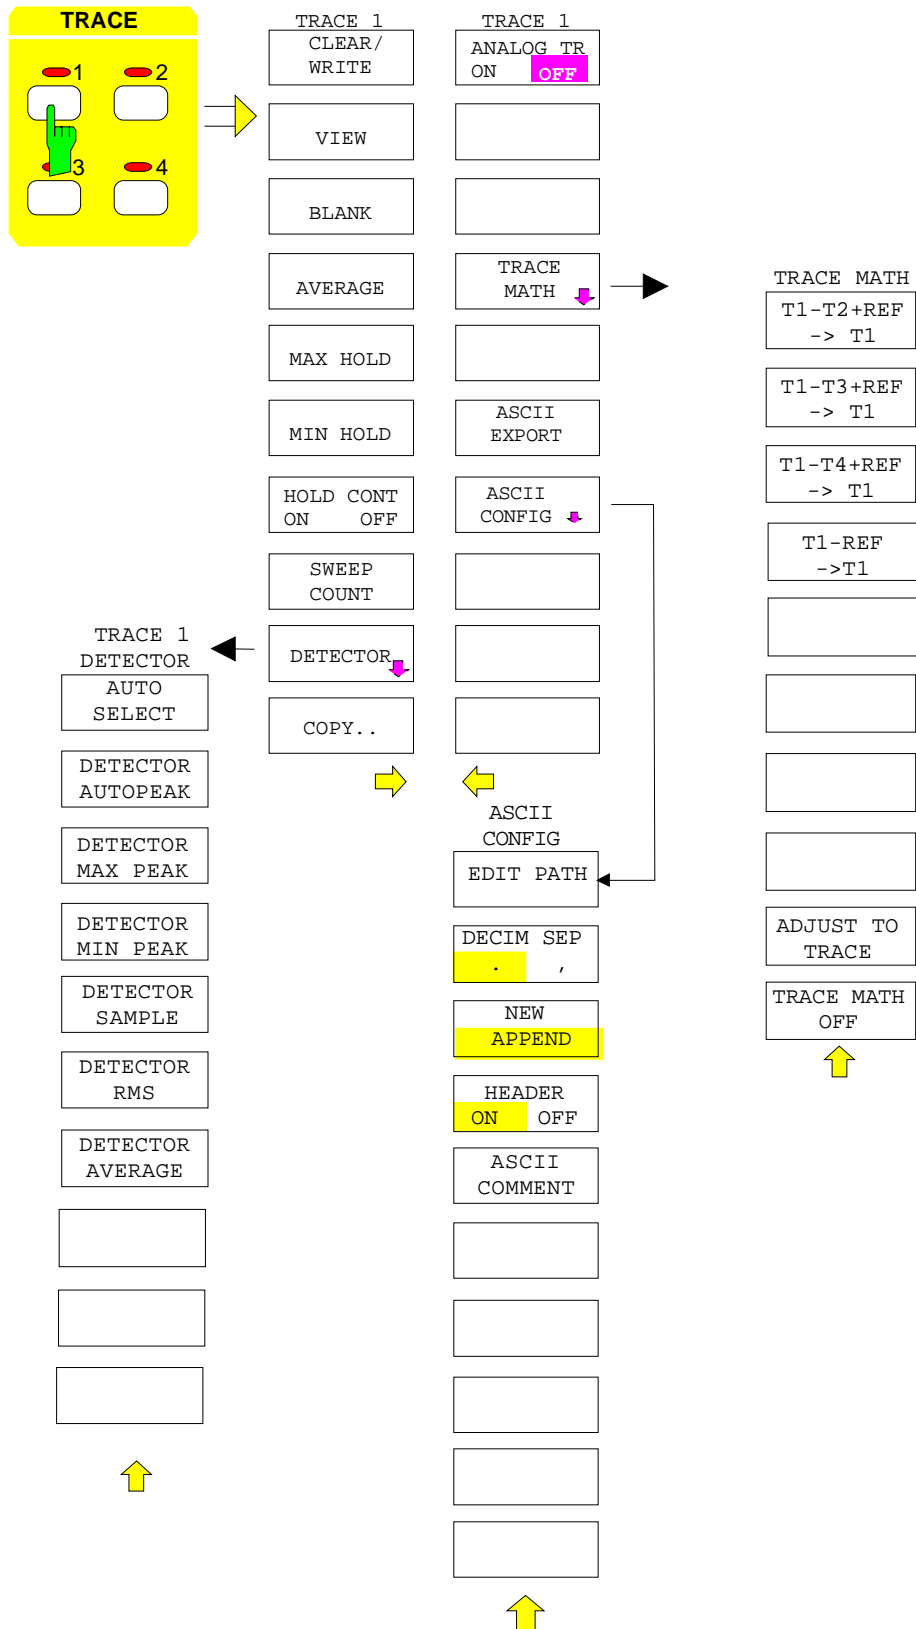 TRACE
1
2
3
4
TRACE 1
CLEAR/
WRITE
VIEW
BLANK
AVERAGE
MAX HOLD
MIN HOLD
HOLD CONT
ON OFF
SWEEP
COUNT
DETECTOR
COPY..
TRACE 1
ANALOG TR
ON OFF
TRACE
MATH
ASCII
EXPORT
ASCII
CONFIG
TRACE MATH
T1-T2+REF
-> T1
T1-T3+REF
-> T1
T1-T4+REF
-> T1
T1-REF
->T1
ADJUST TO
TRACE
TRACE MATH
OFF
TRACE 1
DETECTOR
AUTO
SELECT
DETECTOR
AUTOPEAK
DETECTOR
MAX PEAK
DETECTOR
MIN PEAK
DETECTOR
SAMPLE
DETECTOR
RMS
DETECTOR
AVERAGE
ASCII
CONFIG
EDIT PATH
DECIM SEP
. ,
NEW
APPEND
HEADER
ON OFF
ASCII
COMMENT